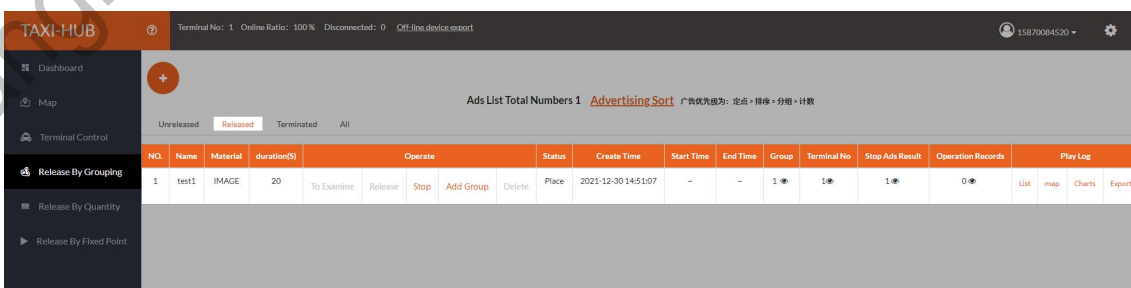 TAXI-HUB Terminal No: 1 Online Ratio: 100% Disconnected: 0 Off-line device export 15870084520
Dashboard
Map
Terminal Control
Release By Grouping
Release By Quantity
Release By Fixed Point
+
Ads List Total Numbers 1 Advertising Sort 广告优先级为：定点>排序>分组>计数
Unreleased Released Terminated All
NO. Name Material duration(S) Operate Status Create Time Start Time End Time Group Terminal No Stop Ads Result Operation Records Play Log
1 test1 IMAGE 20 To Examine Release Stop Add Group Delete Place 2021-12-30 14:51:07 – – 1 1 1 0 List map Charts Export